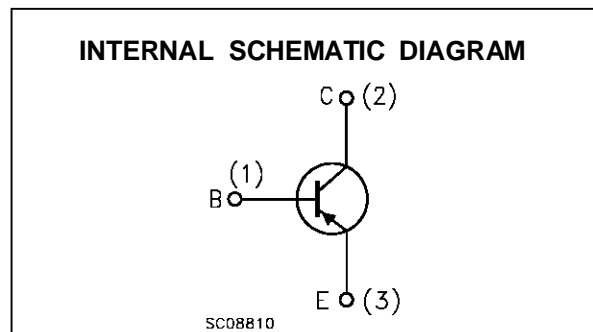 INTERNAL SCHEMATIC DIAGRAM
C (2)
(1)
B
E (3)
SC08810